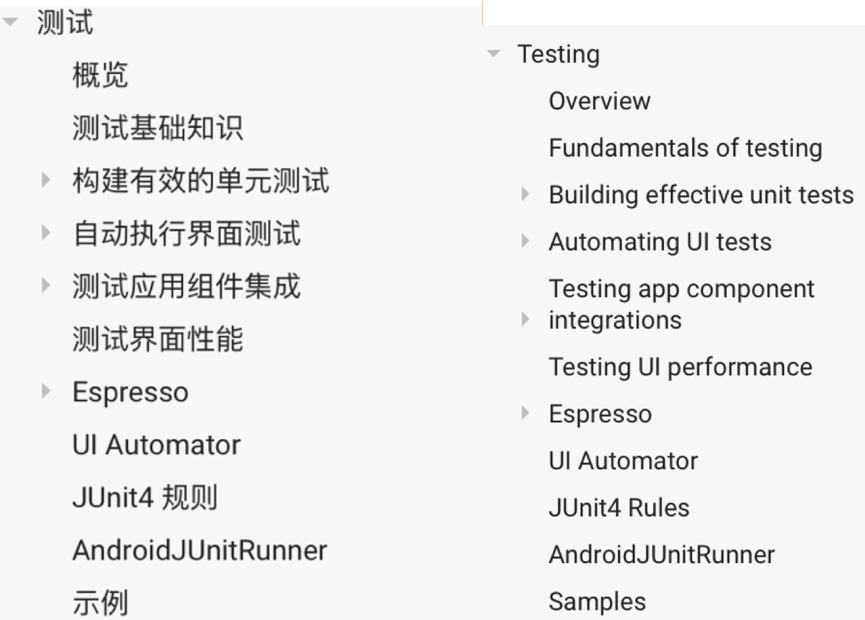 测试
概览
测试基础知识
构建有效的单元测试
自动执行界面测试
测试应用组件集成
测试界面性能
Espresso
UI Automator
JUnit4 规则
AndroidJUnitRunner
示例
Testing
Overview
Fundamentals of testing
Building effective unit tests
Automating UI tests
Testing app component
integrations
Testing UI performance
Espresso
UI Automator
JUnit4 Rules
AndroidJUnitRunner
Samples